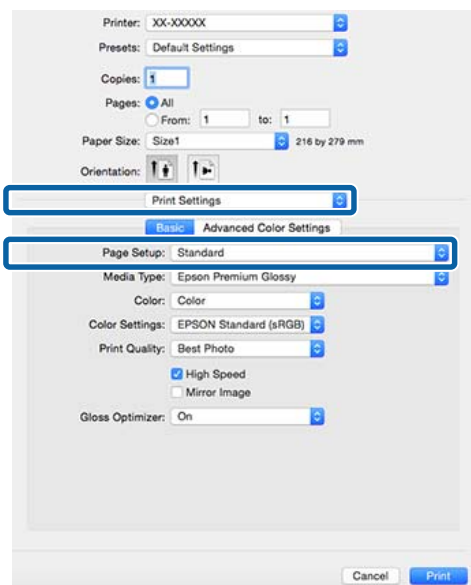 Printer: XX-XXXXX
Presets: Default Settings
Copies: 1
Pages: All
From: 1 to: 1
Paper Size: Size1 216 by 279 mm
Orientation:
Print Settings
Basic Advanced Color Settings
Page Setup: Standard
Media Type: Epson Premium Glossy
Color: Color
Color Settings: EPSON Standard (sRGB)
Print Quality: Best Photo
High Speed
Mirror Image
Gloss Optimizer: On
Cancel Print